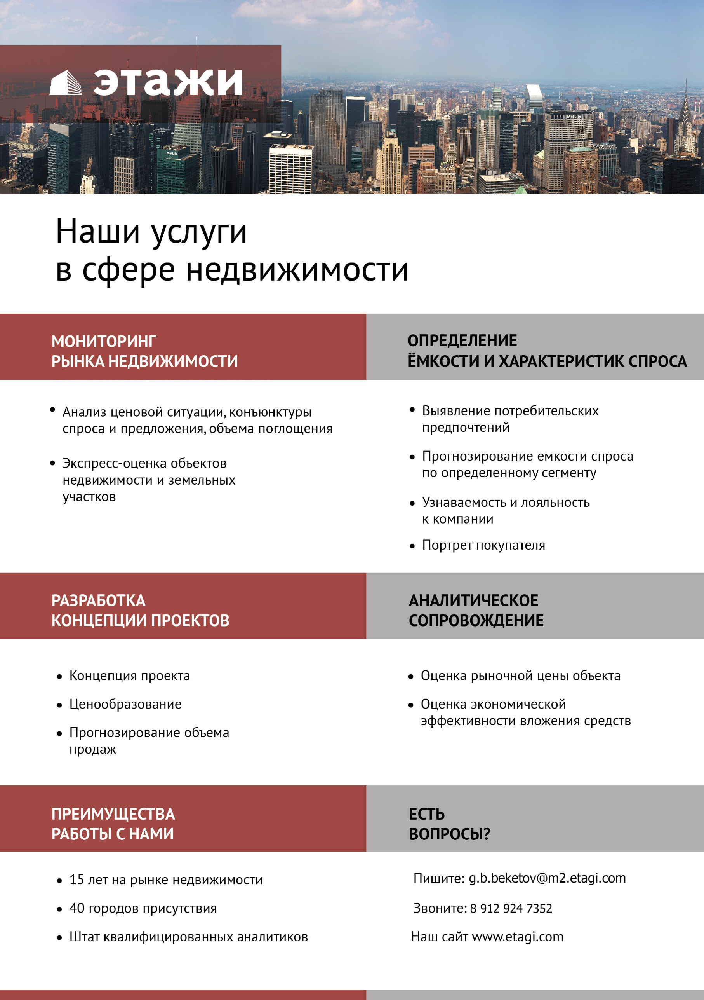 этажи
MetLife
MetLife
Наши услуги
в сфере недвижимости
МОНИТОРИНГ
РЫНКА НЕДВИЖИМОСТИ
• Анализ ценовой ситуации, конъюнктуры
спроса и предложения, объема поглощения
• Экспресс-оценка объектов
недвижимости и земельных
участков
ОПРЕДЕЛЕНИЕ
ЁМКОСТИ И ХАРАКТЕРИСТИК СПРОСА
• Выявление потребительских
предпочтений
• Прогнозирование емкости спроса
по определенному сегменту
• Узнаваемость и лояльность
к компании
• Портрет покупателя
РАЗРАБОТКА
КОНЦЕПЦИИ ПРОЕКТОВ
• Концепция проекта
• Ценообразование
• Прогнозирование объема
продаж
АНАЛИТИЧЕСКОЕ
СОПРОВОЖДЕНИЕ
• Оценка рыночной цены объекта
• Оценка экономической
эффективности вложения средств
ПРЕИМУЩЕСТВА
РАБОТЫ С НАМИ
• 15 лет на рынке недвижимости
• 40 городов присутствия
• Штат квалифицированных аналитиков
ЕСТЬ
ВОПРОСЫ?
Пишите: g.b.beketov@m2.etagi.com
Звоните: 8 912 924 7352
Наш сайт www.etagi.com